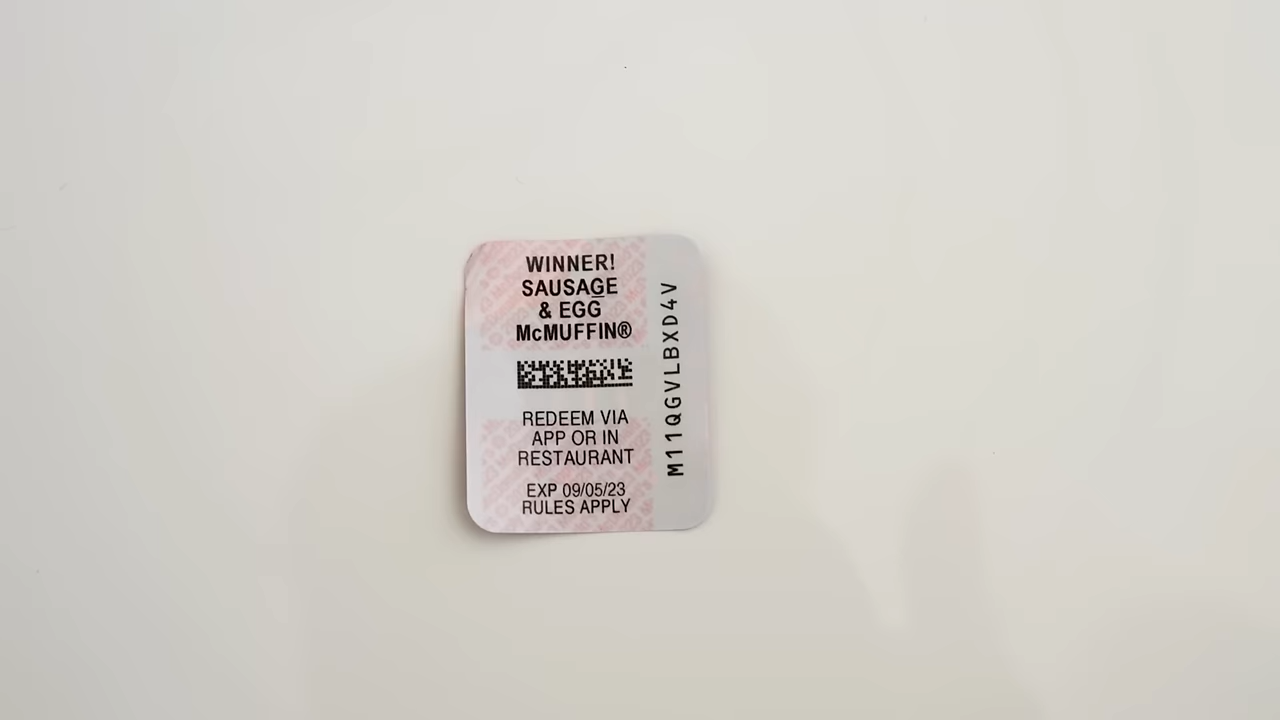 WINNER!
SAUSAGE
& EGG
McMUFFIN®
REDEEM VIA
APP OR IN
RESTAURANT
EXP 09/05/23
RULES APPLY
M11QGVLBXD4V